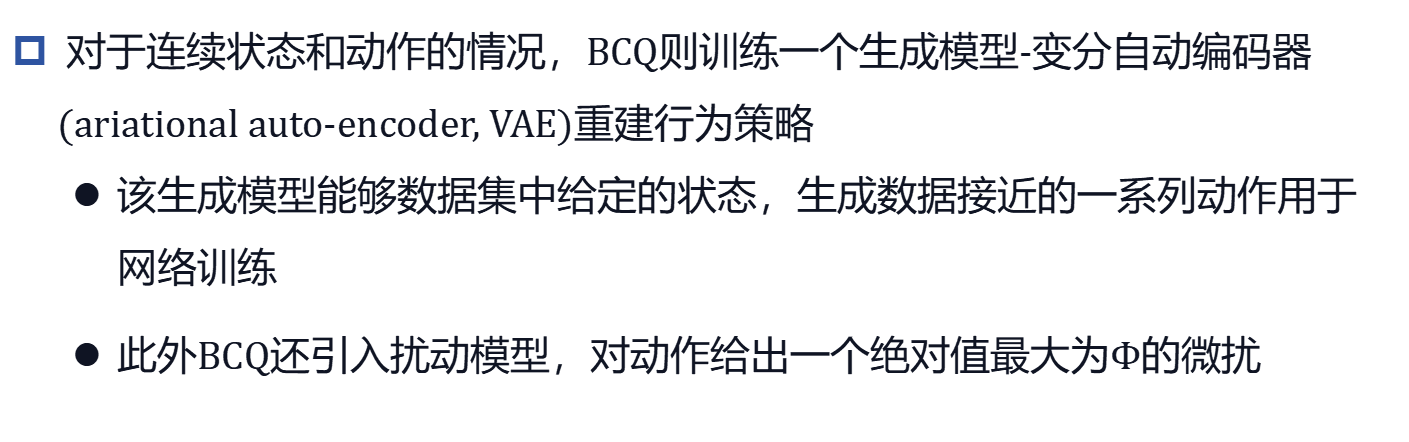 对于连续状态和动作的情况，BCQ则训练一个生成模型-变分自动编码器
(ariational auto-encoder, VAE)重建行为策略
● 该生成模型能够数据集中给定的状态，生成数据接近的一系列动作用于
网络训练
● 此外BCQ还引入扰动模型，对动作给出一个绝对值最大为Φ的微扰